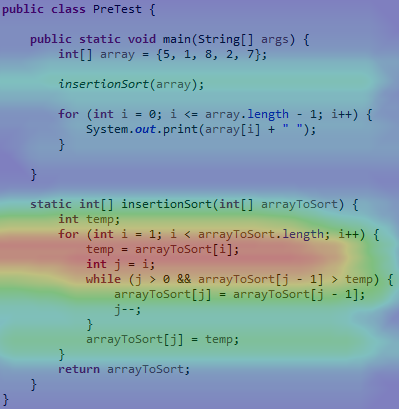 public class PreTest {
public static void main(String[] args) {
int[] array = {5, 1, 8, 2, 7};
insertionSort(array);
for (int i = 0; i <= array.length - 1; i++) {
System.out.print(array[i] + " ");
}
}
static int[] insertionSort(int[] arrayToSort) {
int temp;
for (int i = 1; i < arrayToSort.length; i++) {
temp = arrayToSort[i];
int j = i;
while (j > 0 && arrayToSort[j - 1] > temp) {
arrayToSort[j] = arrayToSort[j - 1];
j--;
}
arrayToSort[j] = temp;
}
return arrayToSort;
}
}